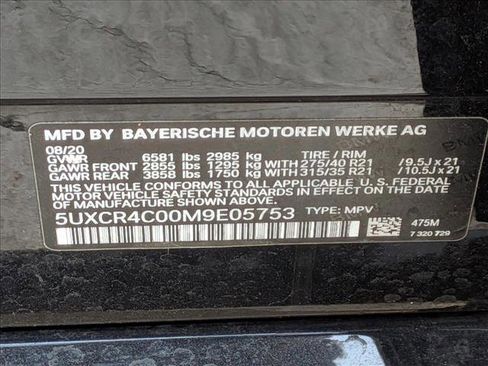 MFD BY BAYERISCHE MOTOREN WERKE AG
08/20 TIRE / RIM
GVWR 6581 lbs 2985 kg
GAWR FRONT 2855 lbs 1295 kg WITH 275/40 R21 / 9.5J x 21
GAWR REAR 3858 lbs 1750 kg WITH 315/35 R21 / 10.5J x 21
THIS VEHICLE CONFORMS TO ALL APPLICABLE U.S. FEDERAL
MOTOR VEHICLE SAFETY STANDARDS IN EFFECT
ON THE DATE OF MANUFACTURE SHOWN ABOVE.
5UXCR4C00M9E05753 TYPE: MPV
475M
7 320 729